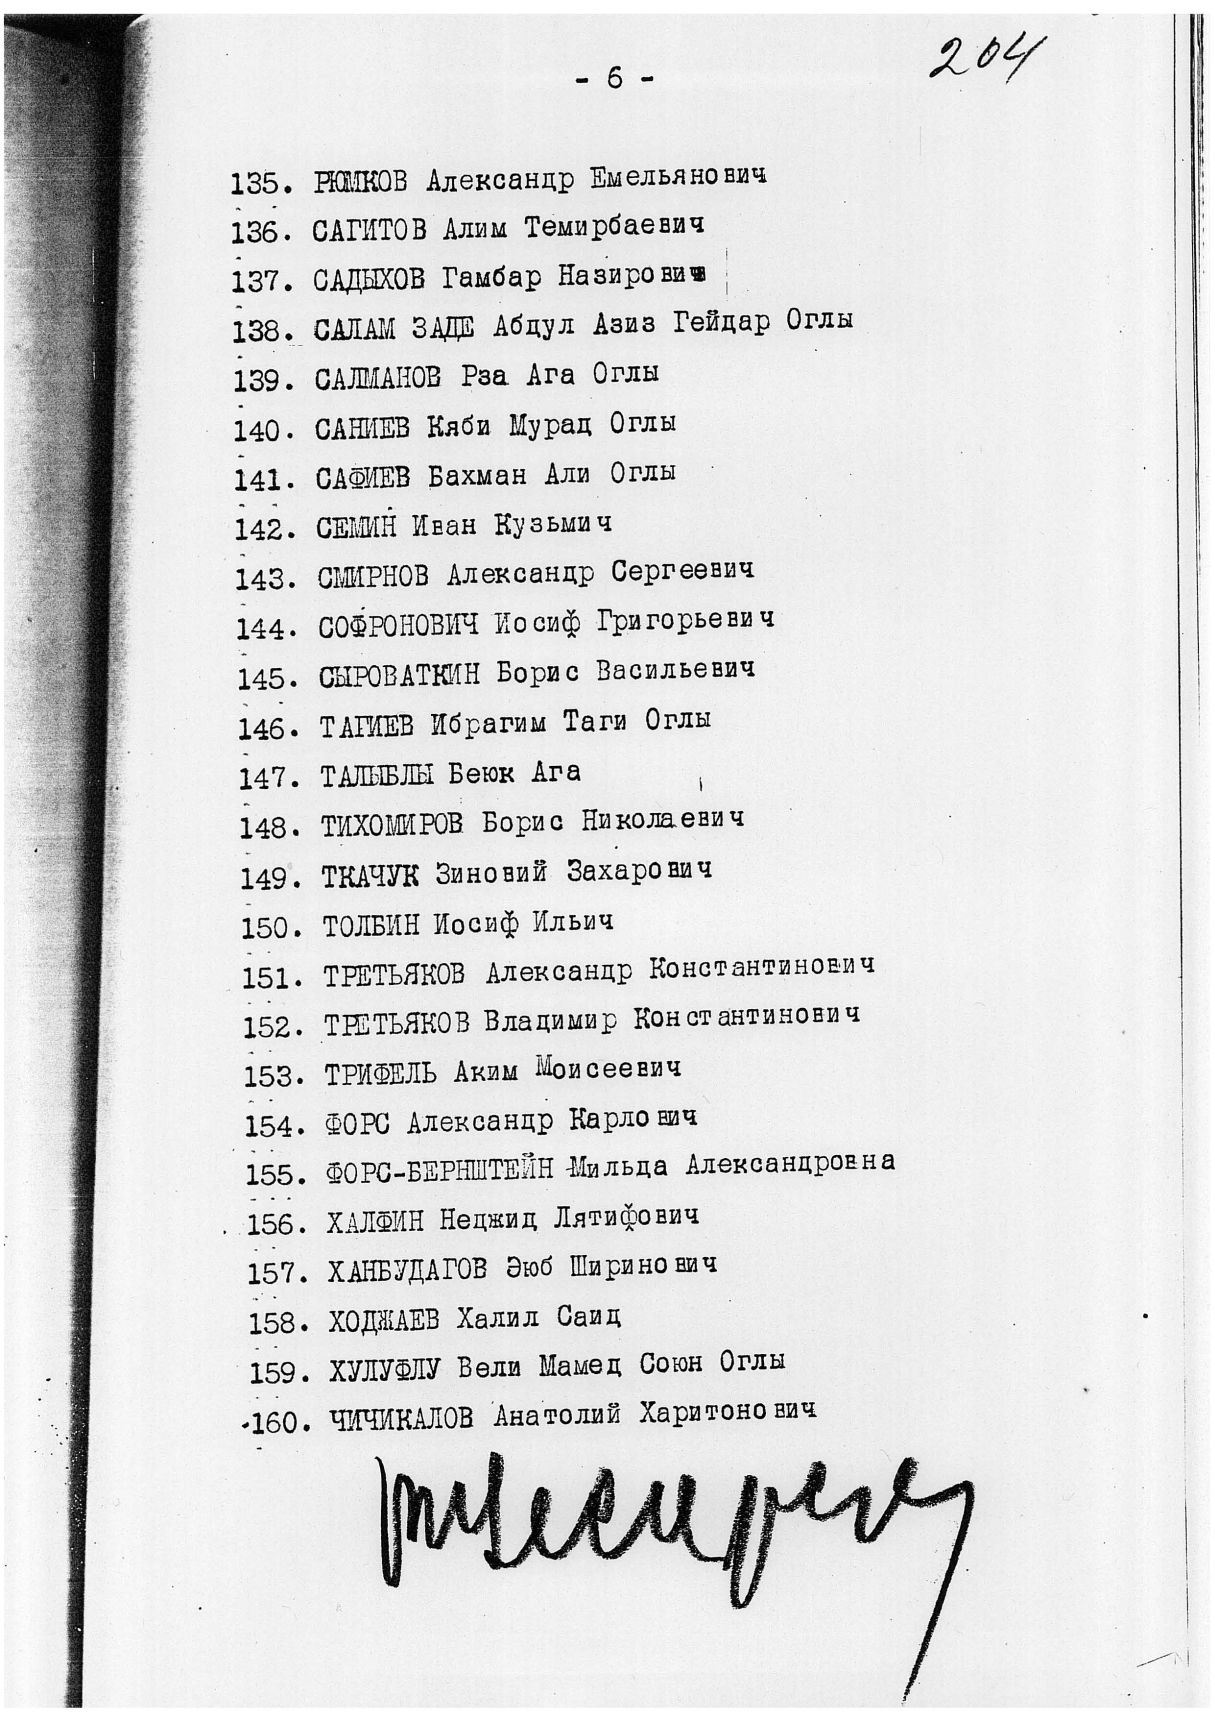 204
- 6 -
135. РЮМКОВ Александр Емельянович
136. САГИТОВ Алим Темирбаевич
137. САДЫХОВ Гамбар Назирович
138. САЛАМ ЗАДЕ Абдул Азиз Гейдар Оглы
139. САЛМАНОВ Рза Ага Оглы
140. САНИЕВ Кяби Мурад Оглы
141. САФИЕВ Бахман Али Оглы
142. СЕМИН Иван Кузьмич
143. СМИРНОВ Александр Сергеевич
144. СОФРОНОВИЧ Иосиф Григорьевич
145. СЫРОВАТКИН Борис Васильевич
146. ТАГИЕВ Ибрагим Таги Оглы
147. ТАЛЫБЛЫ Беюк Ага
148. ТИХОМИРОВ Борис Николаевич
149. ТКАЧУК Зиновий Захарович
150. ТОЛБИН Иосиф Ильич
151. ТРЕТЬЯКОВ Александр Константинович
152. ТРЕТЬЯКОВ Владимир Константинович
153. ТРИФЕЛЬ Аким Моисеевич
154. ФОРС Александр Карлович
155. ФОРС-БЕРНШТЕЙН Мильда Александровна
156. ХАЛФИН Неджид Лятифович
157. ХАНБУДАГОВ Эюб Ширинович
158. ХОДЖАЕВ Халил Саид
159. ХУЛУФЛУ Вели Мамед Союн Оглы
160. ЧИЧИКАЛОВ Анатолий Харитонович